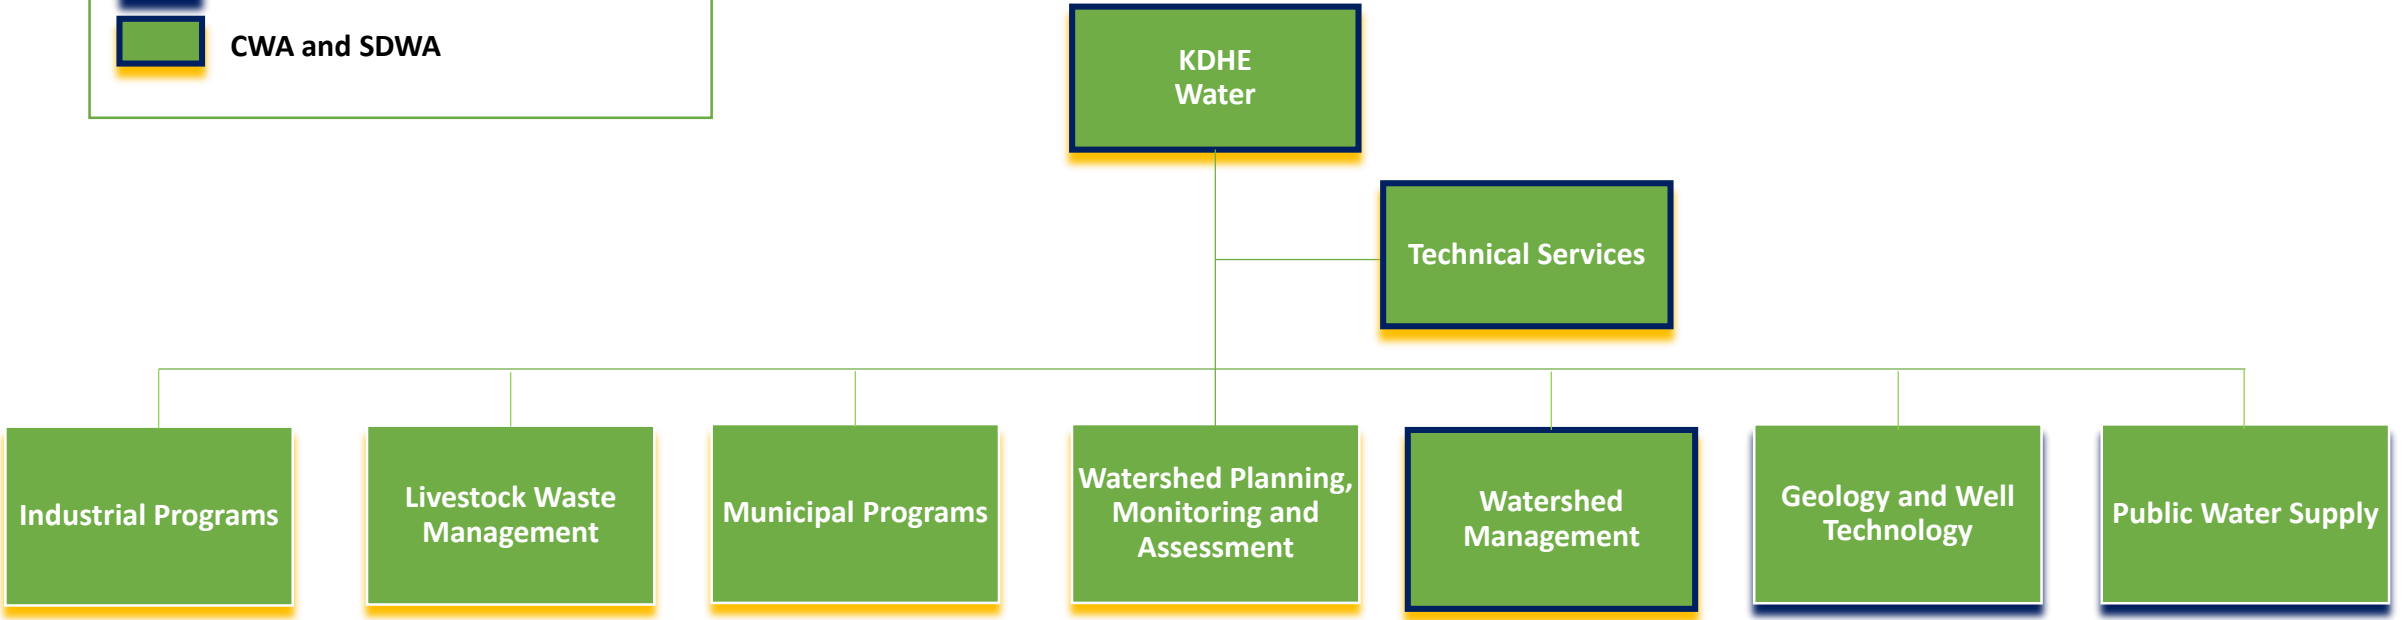 CWA and SDWA
KDHE
Water
Technical Services
Industrial Programs
Livestock Waste
Management
Municipal Programs
Watershed Planning,
Monitoring and
Assessment
Watershed
Management
Geology and Well
Technology
Public Water Supply